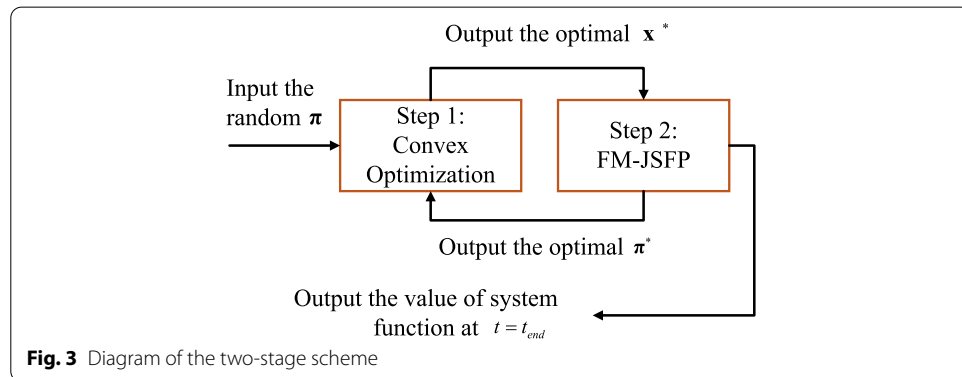 Output the optimal x *
Input the
random π
Step 1:
Convex
Optimization
Step 2:
FM-JSFP
Output the optimal π*
Output the value of system
function at t = t_end
Fig. 3 Diagram of the two-stage scheme